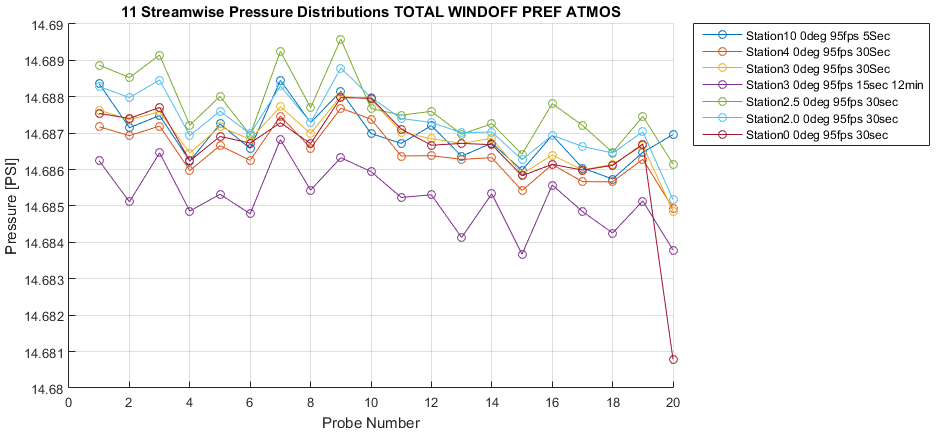 11 Streamwise Pressure Distributions TOTAL WINDOFF PREF ATMOS
Pressure [PSI]
14.69
14.689
14.688
14.687
14.686
14.685
14.684
14.683
14.682
14.681
14.68
0
2
4
6
8
10
12
14
16
18
20
Probe Number
Station10 0deg 95fps 5Sec
Station4 0deg 95fps 30Sec
Station3 0deg 95fps 30Sec
Station3 0deg 95fps 15sec 12min
Station2.5 0deg 95fps 30sec
Station2.0 0deg 95fps 30sec
Station0 0deg 95fps 30sec